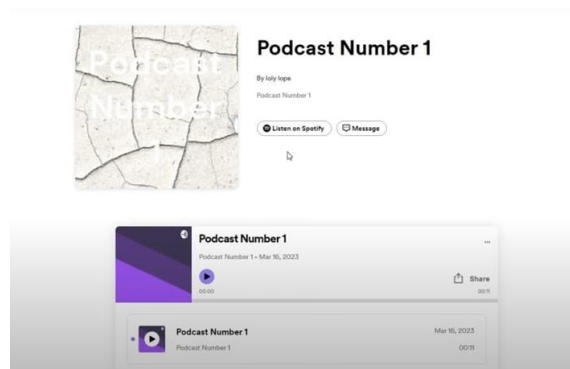 Podcast
Number
1
Podcast Number 1
By loly lope
Podcast Number 1
Listen on Spotify
Message
Podcast Number 1
...
Podcast Number 1 • Mar 16, 2023
Share
00:00
00:11
Podcast Number 1
Mar 16, 2023
Podcast Number 1
00:11